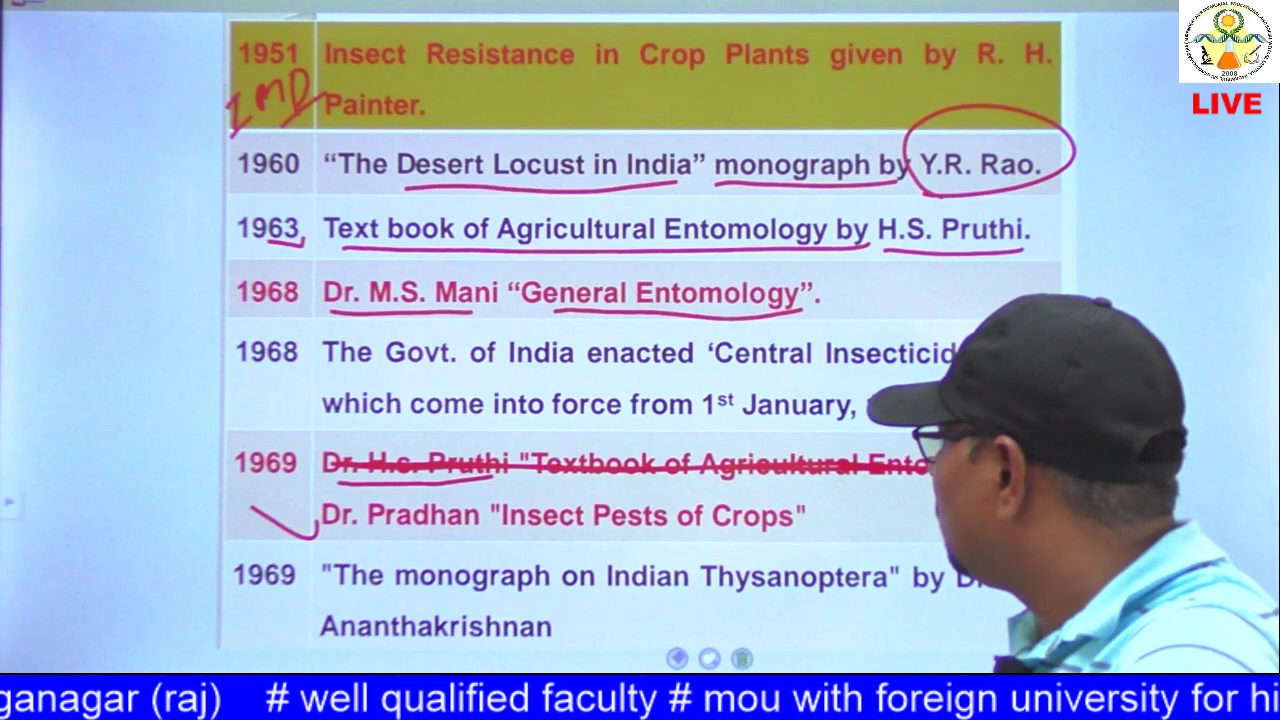 LIVE
2008
1951 Insect Resistance in Crop Plants given by R. H.
IMP Painter.
1960 “The Desert Locust in India” monograph by Y.R. Rao.
1963 Text book of Agricultural Entomology by H.S. Pruthi.
1968 Dr. M.S. Mani “General Entomology”.
1968 The Govt. of India enacted ‘Central Insecticid
which come into force from 1st January,
1969 Dr. H.s. Pruthi "Textbook of Agricultural Ento
Dr. Pradhan "Insect Pests of Crops"
1969 "The monograph on Indian Thysanoptera" by
Ananthakrishnan
ganagar (raj) # well qualified faculty # mou with foreign university for hi